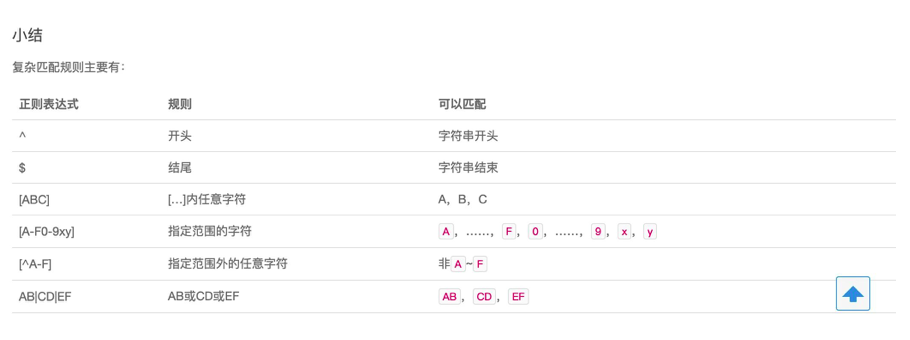 小结
复杂匹配规则主要有：
正则表达式 规则 可以匹配
^ 开头 字符串开头
$ 结尾 字符串结束
[ABC] […]内任意字符 A，B，C
[A-F0-9xy] 指定范围的字符 A，……，F，0，……，9，x，y
[^A-F] 指定范围外的任意字符 非A~F
AB|CD|EF AB或CD或EF AB，CD，EF